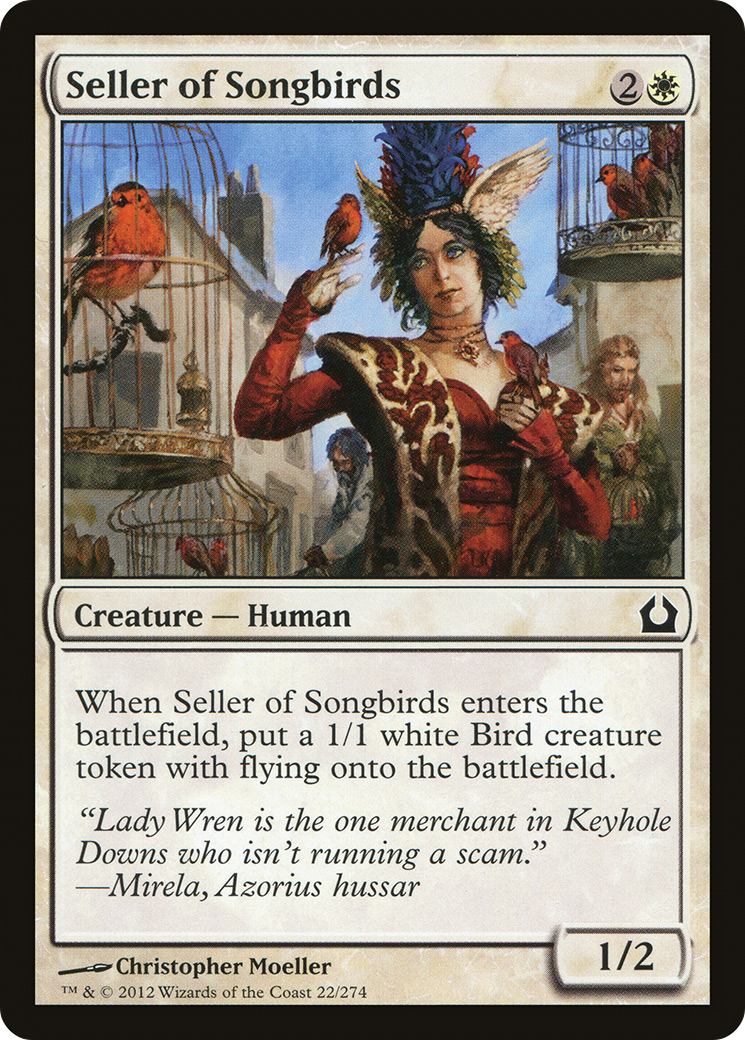 Seller of Songbirds
2
Creature — Human
When Seller of Songbirds enters the
battlefield, put a 1/1 white Bird creature
token with flying onto the battlefield.
“Lady Wren is the one merchant in Keyhole
Downs who isn’t running a scam.”
—Mirela, Azorius hussar
1/2
Christopher Moeller
™ & © 2012 Wizards of the Coast 22/274